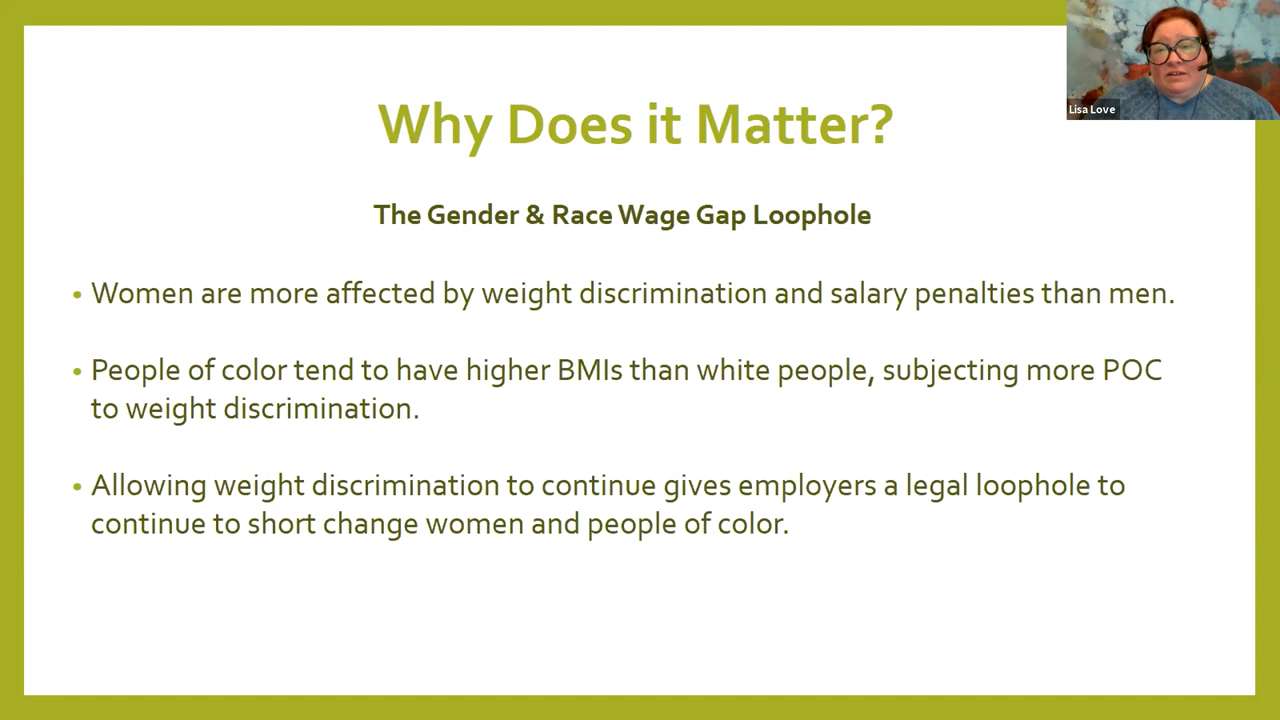 Lisa Love
Why Does it Matter?
The Gender & Race Wage Gap Loophole
• Women are more affected by weight discrimination and salary penalties than men.
• People of color tend to have higher BMIs than white people, subjecting more POC
to weight discrimination.
• Allowing weight discrimination to continue gives employers a legal loophole to
continue to short change women and people of color.